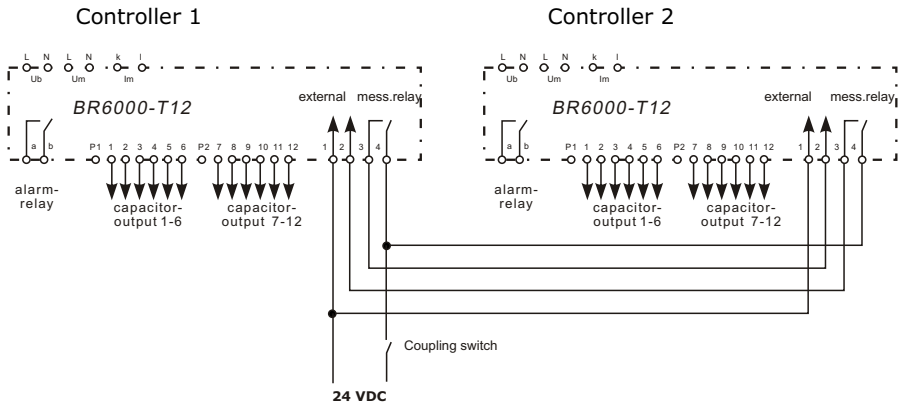 Controller 1 Controller 2
L N L N k l L N L N k l
Ub Um Im Ub Um Im
BR6000-T12 external mess.relay BR6000-T12 external mess.relay
a b P1 1 2 3 4 5 6 P2 7 8 9 10 11 12 1 2 3 4 a b P1 1 2 3 4 5 6 P2 7 8 9 10 11 12 1 2 3 4
alarm- capacitor- capacitor- alarm- capacitor- capacitor-
relay output 1-6 output 7-12 relay output 1-6 output 7-12
Coupling switch
24 VDC